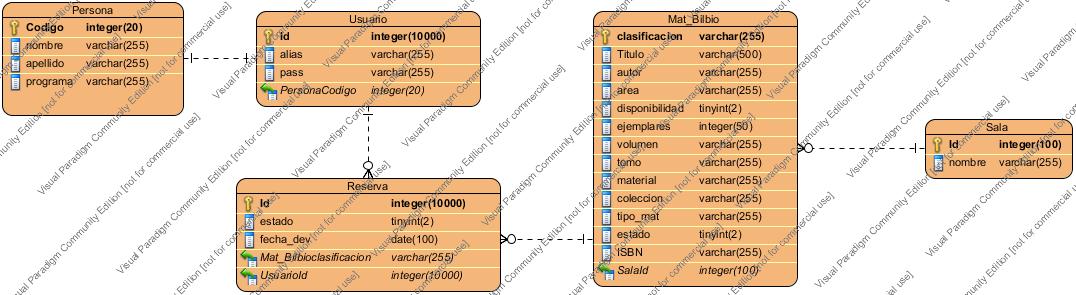 Persona
Codigo integer(20)
nombre varchar(255)
apellido varchar(255)
programa varchar(255)
Usuario
Id integer(10000)
alias varchar(255)
pass varchar(255)
PersonaCodigo integer(20)
Reserva
Id integer(10000)
estado tinyint(2)
fecha_dev date(100)
Mat_Bilbioclasificacion varchar(255)
UsuarioId integer(10000)
Mat_Bilbio
clasificacion varchar(255)
Titulo varchar(500)
autor varchar(255)
area varchar(255)
disponibilidad tinyint(2)
ejemplares integer(50)
volumen varchar(255)
tomo varchar(255)
material varchar(255)
coleccion varchar(255)
tipo_mat varchar(255)
estado tinyint(2)
ISBN varchar(255)
SalaId integer(100)
Sala
Id integer(100)
nombre varchar(255)
Visual Paradigm Community Edition [not for commercial use]